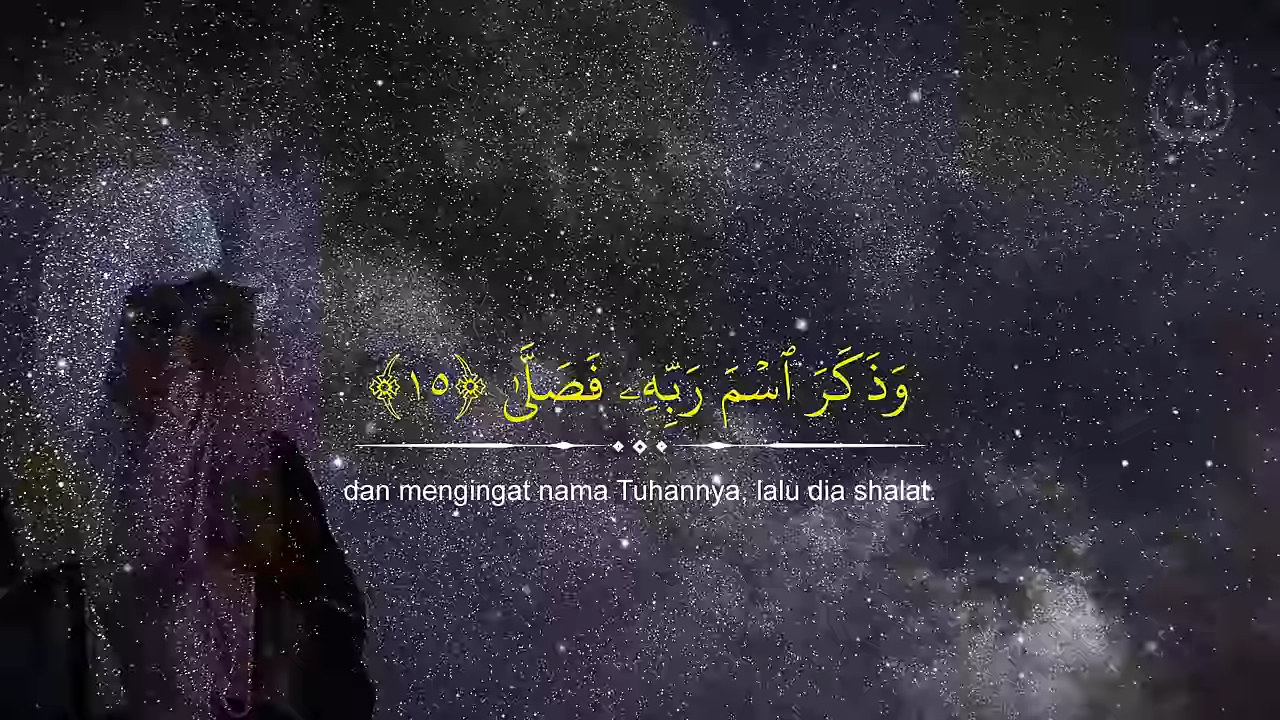 وَذَكَرَ ٱسْمَ رَبِّهِۦ فَصَلَّىٰ ﴿١٥﴾
dan mengingat nama Tuhannya, lalu dia shalat.